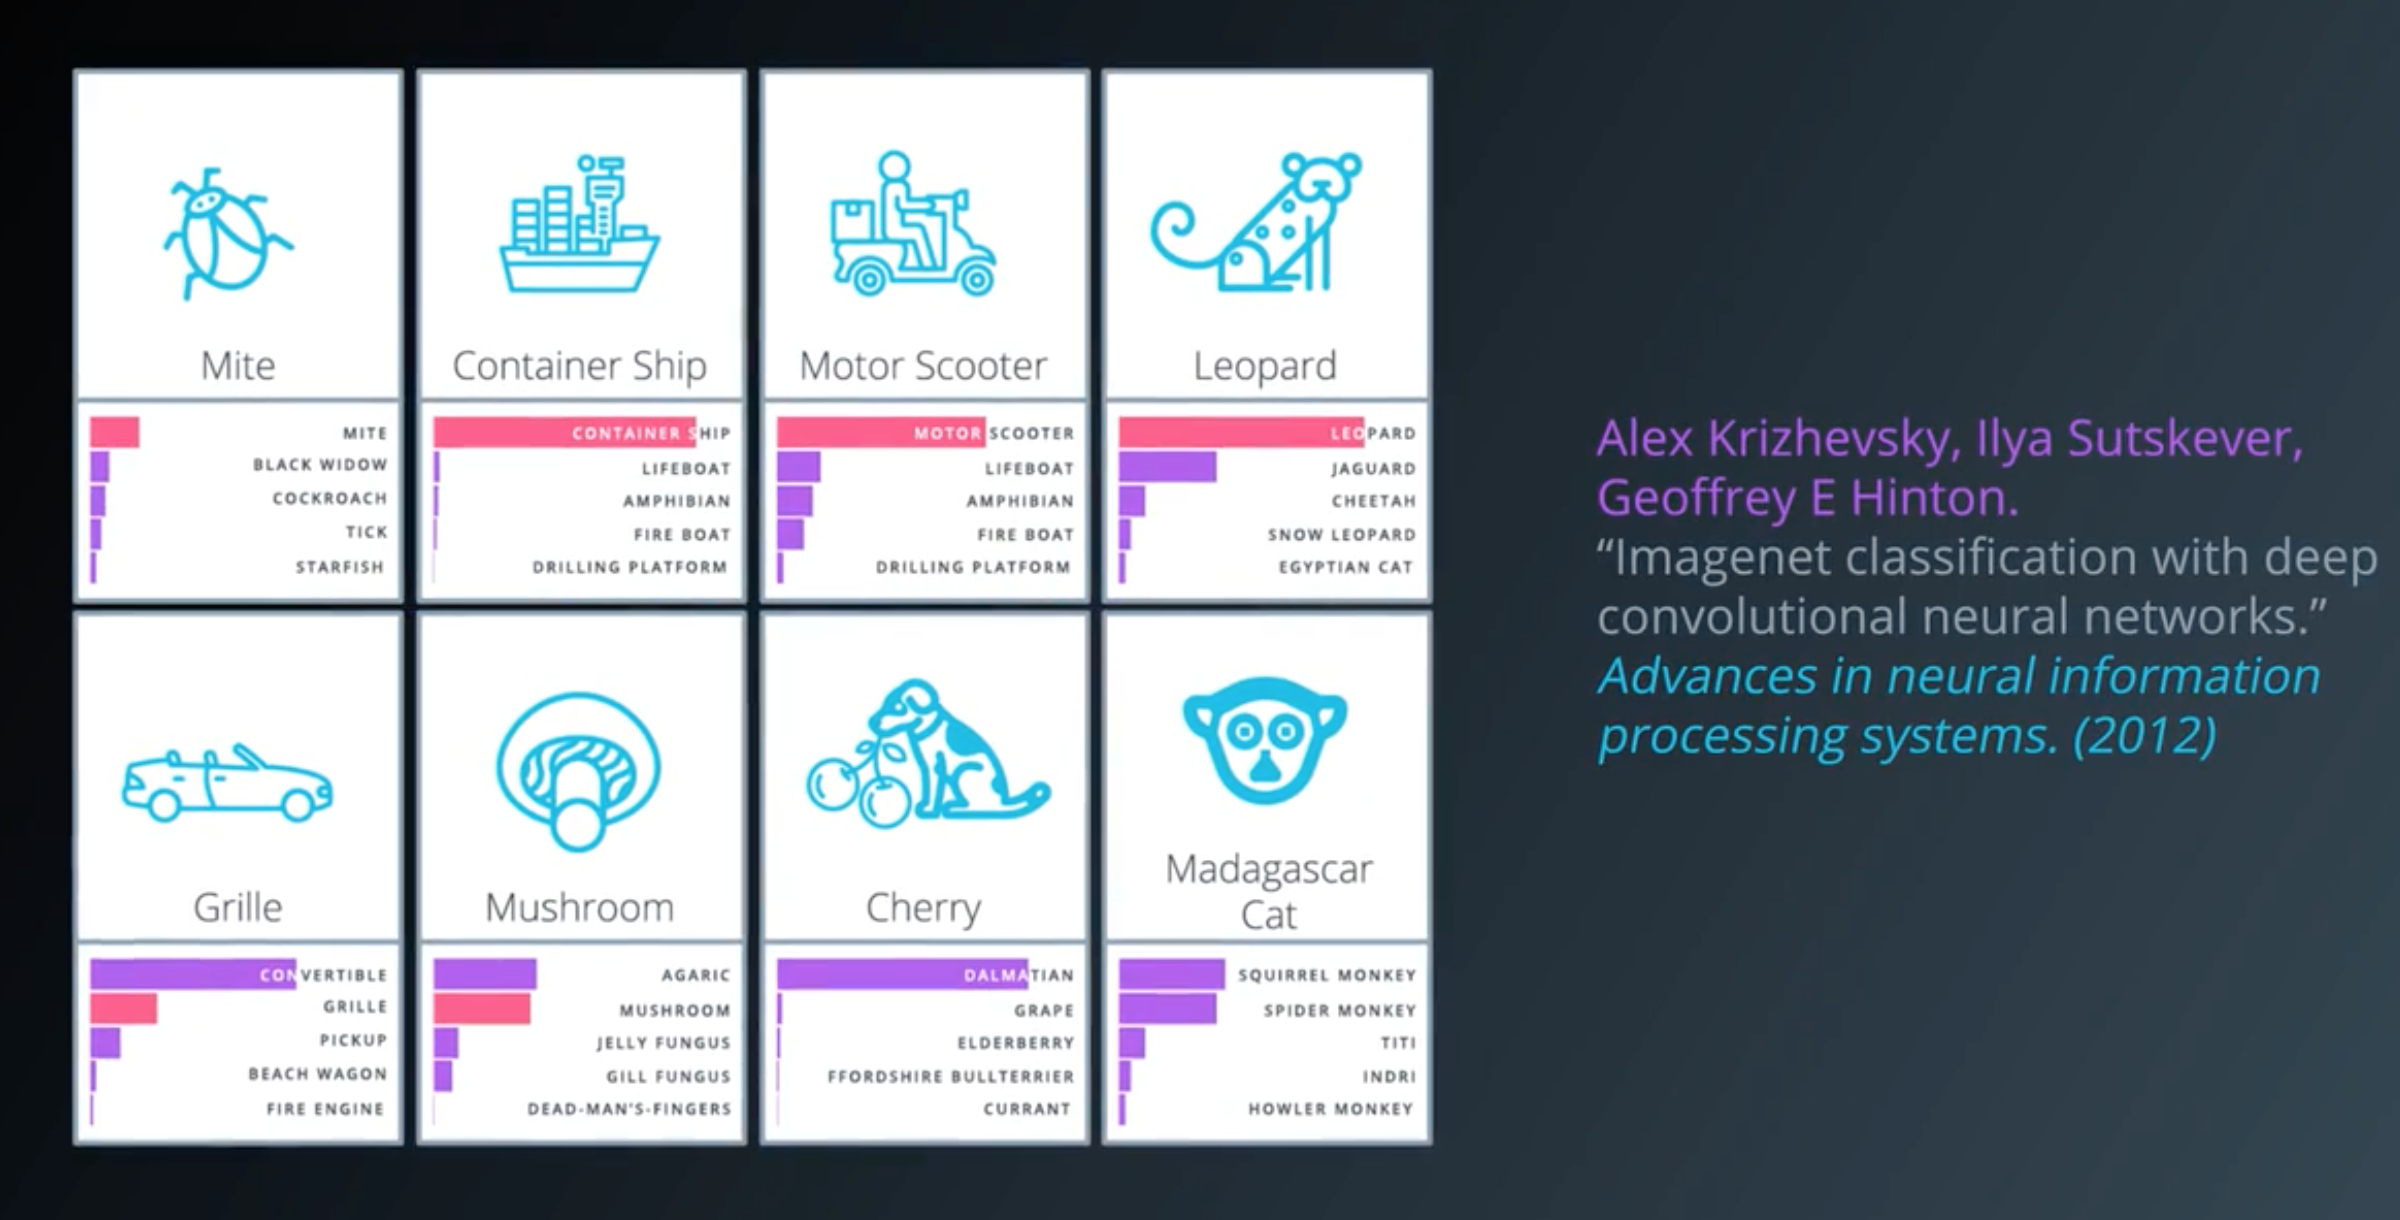 Mite
MITE
BLACK WIDOW
COCKROACH
TICK
STARFISH
Container Ship
CONTAINER SHIP
LIFEBOAT
AMPHIBIAN
FIRE BOAT
DRILLING PLATFORM
Motor Scooter
MOTOR SCOOTER
LIFEBOAT
AMPHIBIAN
FIRE BOAT
DRILLING PLATFORM
Leopard
LEOPARD
JAGUARD
CHEETAH
SNOW LEOPARD
EGYPTIAN CAT
Grille
CONVERTIBLE
GRILLE
PICKUP
BEACH WAGON
FIRE ENGINE
Mushroom
AGARIC
MUSHROOM
JELLY FUNGUS
GILL FUNGUS
DEAD-MAN'S-FINGERS
Cherry
DALMATIAN
GRAPE
ELDERBERRY
FFORDSHIRE BULLTERRIER
CURRANT
Madagascar
Cat
SQUIRREL MONKEY
SPIDER MONKEY
TITI
INDRI
HOWLER MONKEY
Alex Krizhevsky, Ilya Sutskever,
Geoffrey E Hinton.
“Imagenet classification with deep
convolutional neural networks.”
Advances in neural information
processing systems. (2012)